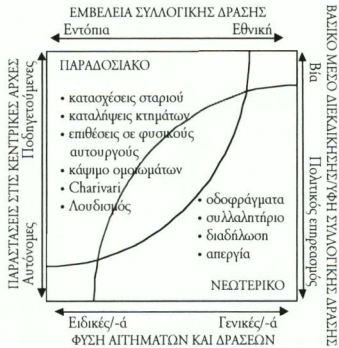 ΕΜΒΕΛΕΙΑ ΣΥΛΛΟΓΙΚΗΣ ΔΡΑΣΗΣ
Εντόπια Εθνική
ΠΑΡΑΣΤΑΣΕΙΣ ΣΤΙΣ ΚΕΝΤΡΙΚΕΣ ΑΡΧΕΣ
Αυτόνομες Ποδηγετούμενες
ΠΑΡΑΔΟΣΙΑΚΟ
• κατασχέσεις σταριού
• καταλήψεις κτημάτων
• επιθέσεις σε φυσικούς
αυτουργούς
• κάψιμο ομοιωμάτων
• Charivari
• Λουδισμός
• οδοφράγματα
• συλλαλητήριο
• διαδήλωση
• απεργία
ΝΕΩΤΕΡΙΚΟ
Βία Πολιτικός επηρεασμός
ΒΑΣΙΚΟ ΜΕΣΟ ΔΙΕΚΔΙΚΗΣΗΣ/ΥΦΗ ΣΥΛΛΟΓΙΚΗΣ ΔΡΑΣΗΣ
Ειδικές/-ά Γενικές/-ά
ΦΥΣΗ ΑΙΤΗΜΑΤΩΝ ΚΑΙ ΔΡΑΣΕΩΝ